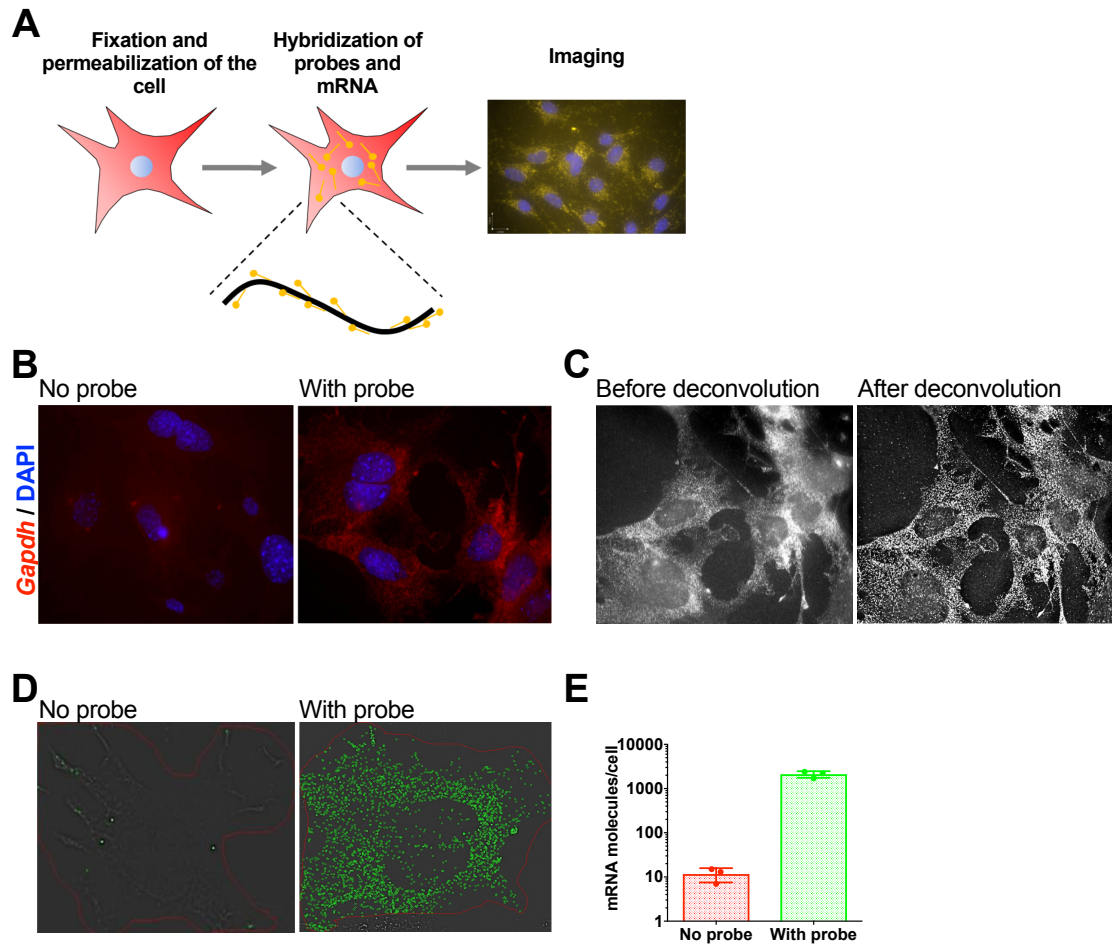 A
Fixation and
permeabilization of the
cell
Hybridization of
probes and
mRNA
Imaging
B
No probe
With probe
Gapdh / DAPI
C
Before deconvolution
After deconvolution
D
No probe
With probe
E
mRNA molecules/cell
10000
1000
100
10
1
No probe
With probe